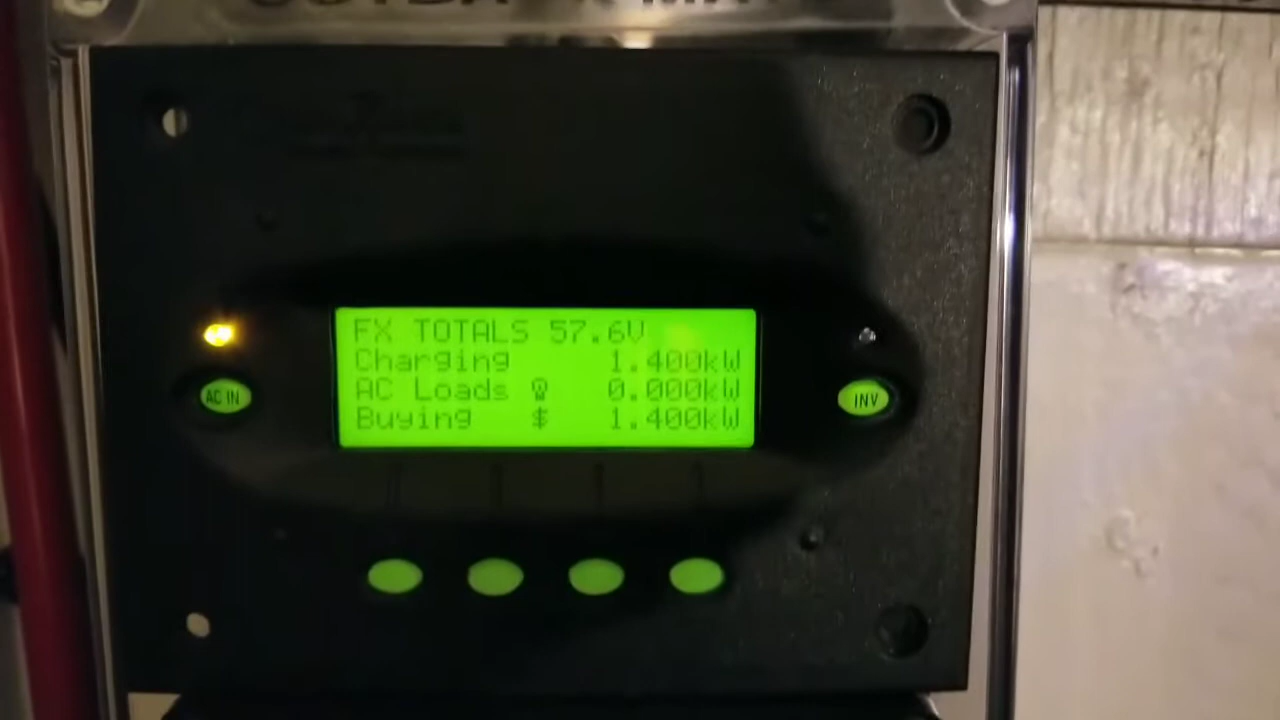 FX TOTALS 57.6V
Charging 1.400kW
AC Loads 0.000kW
Buying $ 1.400kW
AC IN
INV